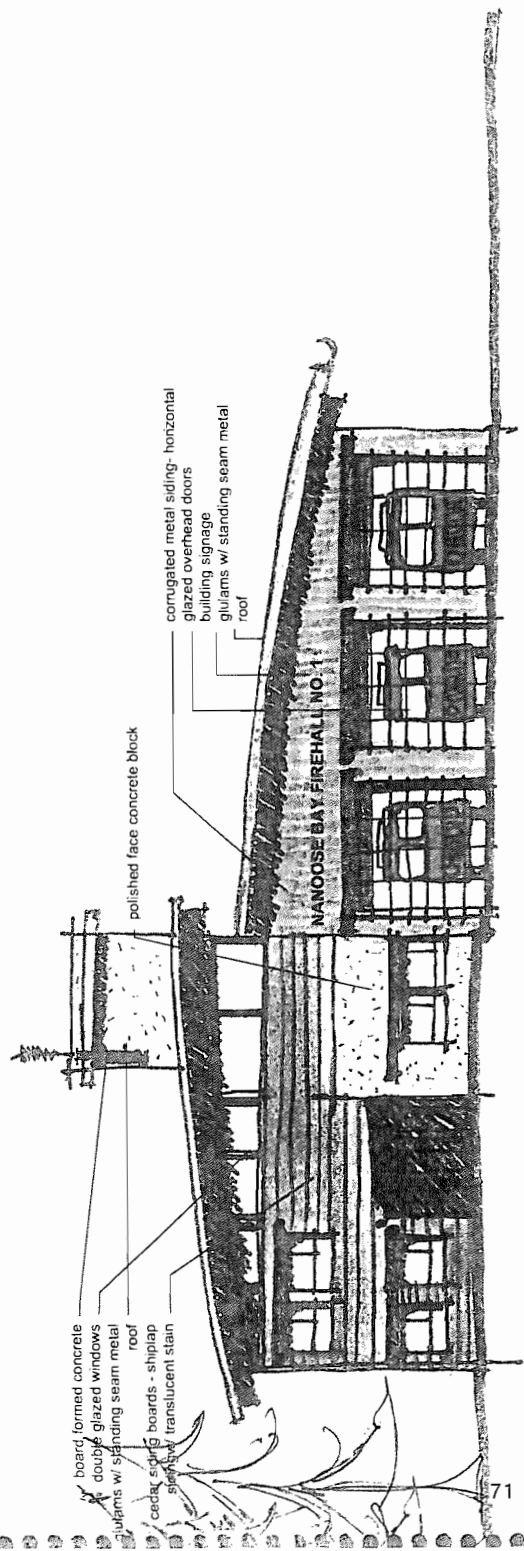 board formed concrete
double glazed windows
glulams w/ standing seam metal
roof
cedar siding boards - shiplap
translucent stain
polished face concrete block
corrugated metal siding- horizontal
glazed overhead doors
building signage
glulams w/ standing seam metal
roof
NANOOSE BAY FIREHALL NO. 1
71